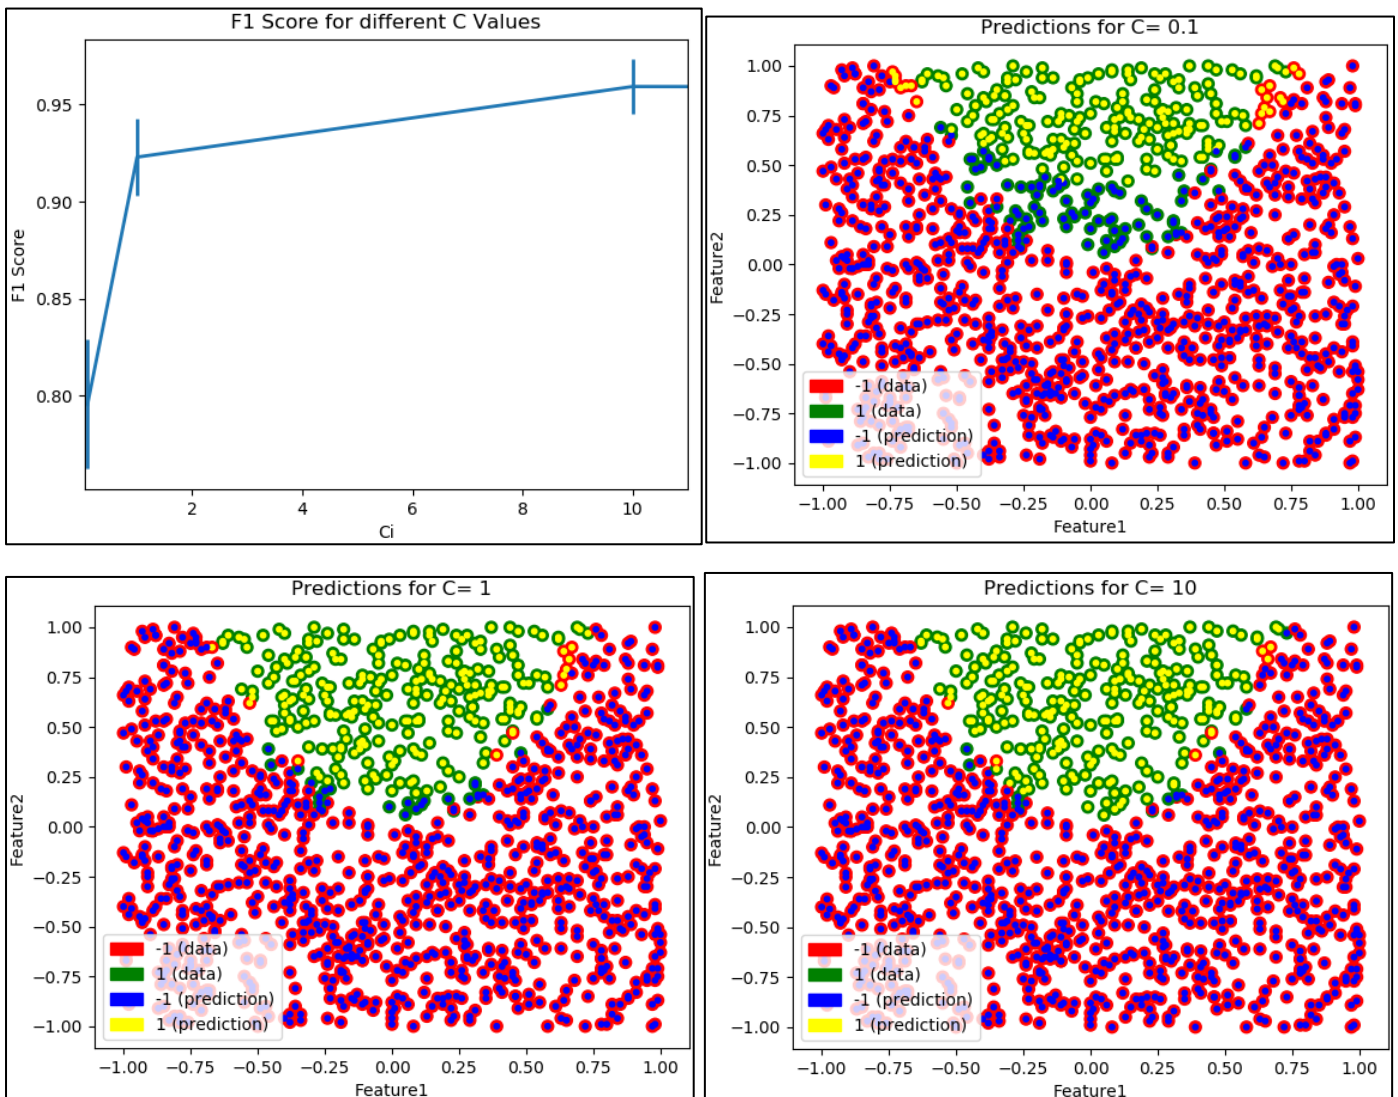 F1 Score for different C Values
0.95
0.90
0.85
0.80
F1 Score
2
4
6
8
10
Ci
Predictions for C= 0.1
1.00
0.75
0.50
0.25
0.00
−0.25
−0.50
−0.75
−1.00
Feature2
-1 (data)
1 (data)
-1 (prediction)
1 (prediction)
−1.00
−0.75
−0.50
−0.25
0.00
0.25
0.50
0.75
1.00
Feature1
Predictions for C= 1
1.00
0.75
0.50
0.25
0.00
−0.25
−0.50
−0.75
−1.00
Feature2
-1 (data)
1 (data)
-1 (prediction)
1 (prediction)
−1.00
−0.75
−0.50
−0.25
0.00
0.25
0.50
0.75
1.00
Feature1
Predictions for C= 10
1.00
0.75
0.50
0.25
0.00
−0.25
−0.50
−0.75
−1.00
Feature2
-1 (data)
1 (data)
-1 (prediction)
1 (prediction)
−1.00
−0.75
−0.50
−0.25
0.00
0.25
0.50
0.75
1.00
Feature1